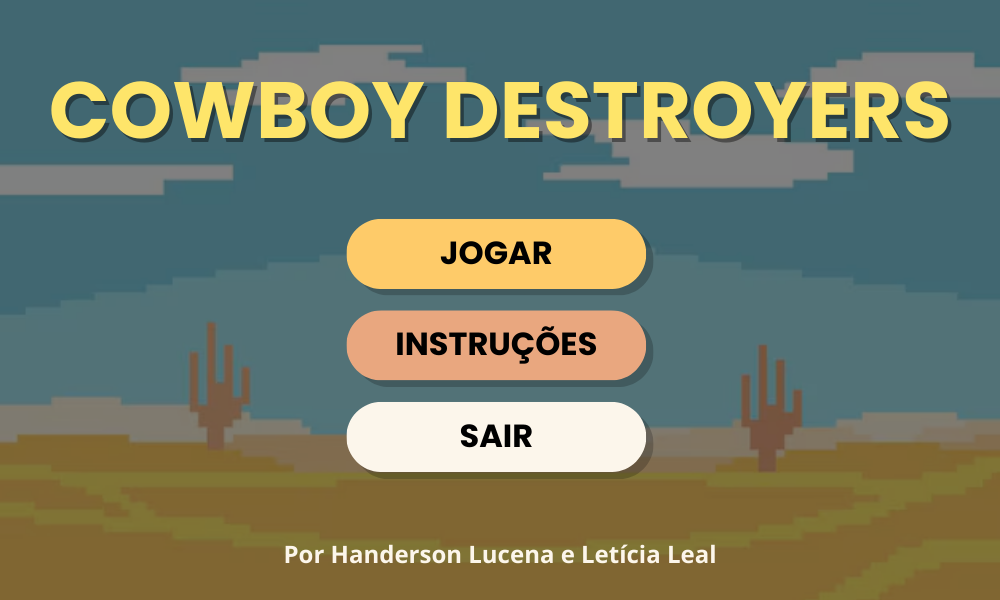 COWBOY DESTROYERS
JOGAR
INSTRUÇÕES
SAIR
Por Handerson Lucena e Letícia Leal